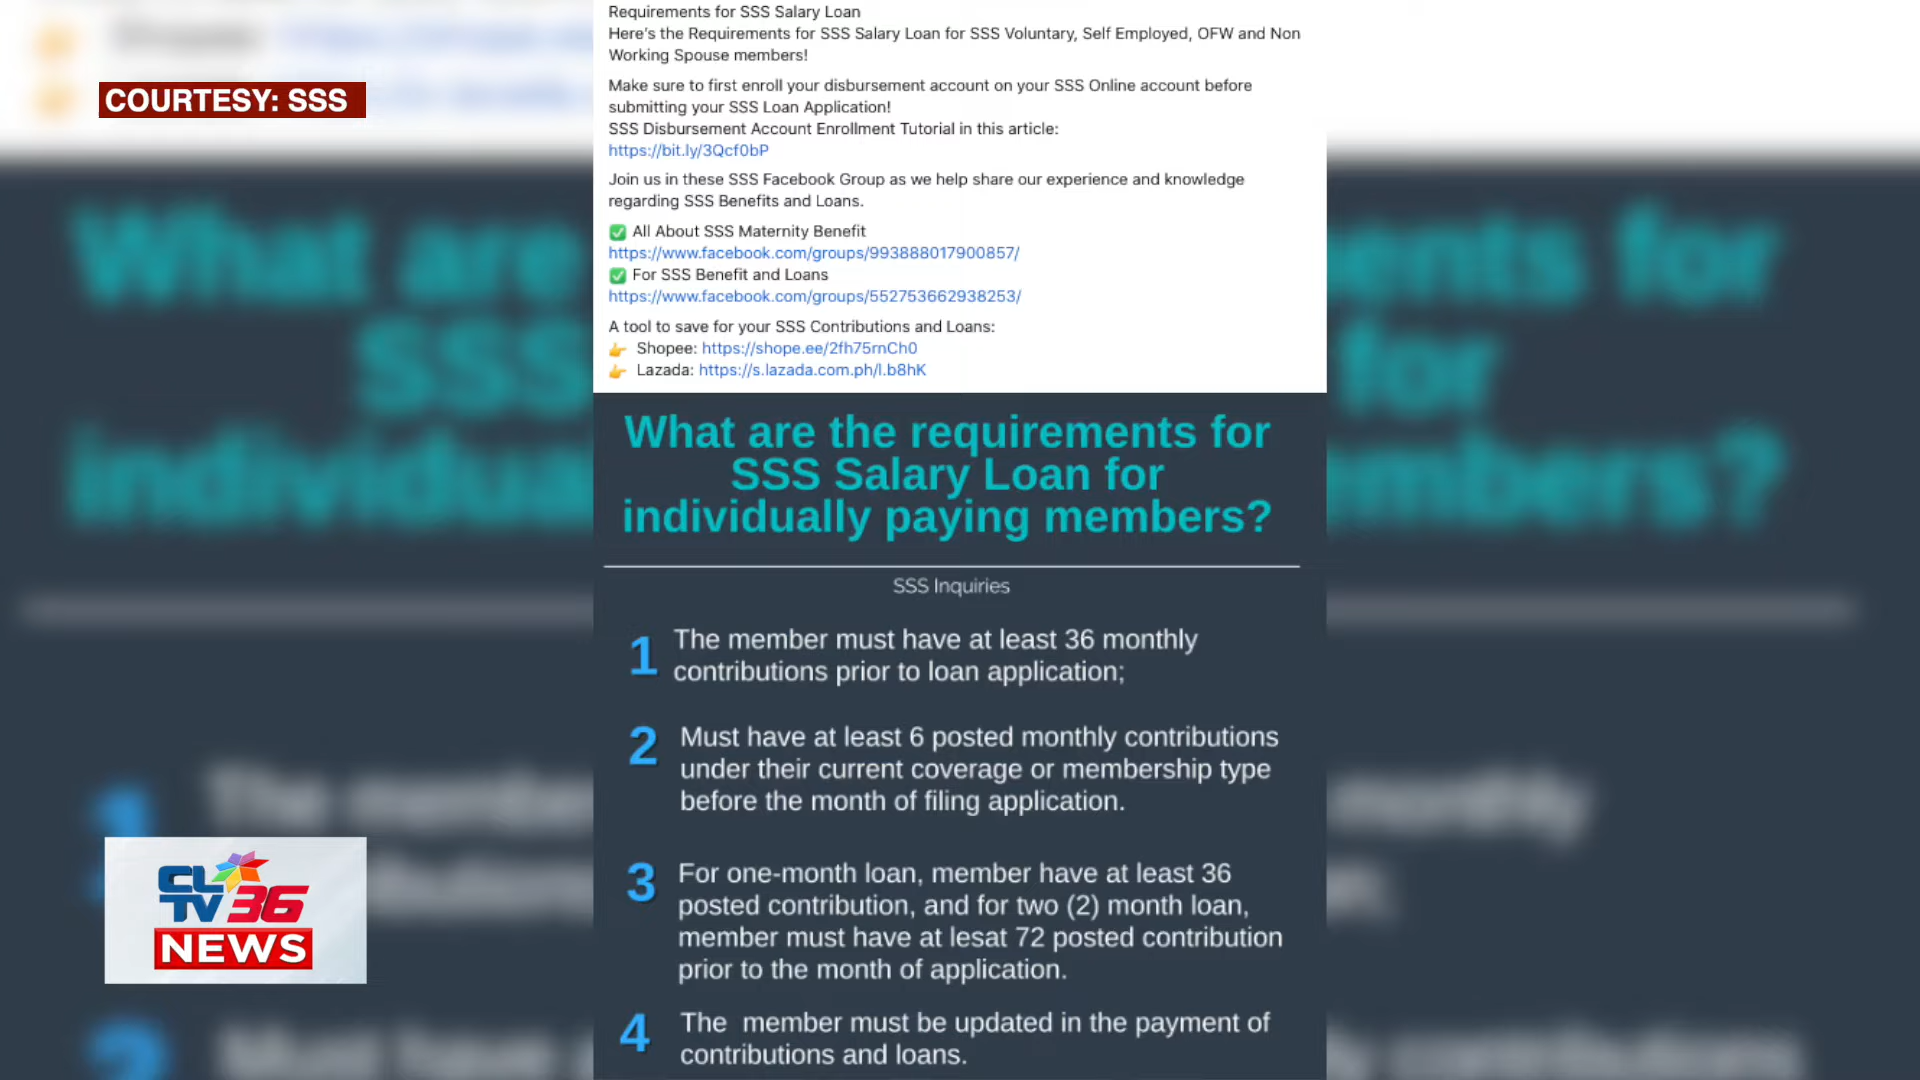 COURTESY: SSS
Requirements for SSS Salary Loan
Here's the Requirements for SSS Salary Loan for SSS Voluntary, Self Employed, OFW and Non
Working Spouse members!
Make sure to first enroll your disbursement account on your SSS Online account before
submitting your SSS Loan Application!
SSS Disbursement Account Enrollment Tutorial in this article:
https://bit.ly/3Qcf0bP
Join us in these SSS Facebook Group as we help share our experience and knowledge
regarding SSS Benefits and Loans.
✅ All About SSS Maternity Benefit
https://www.facebook.com/groups/993888017900857/
✅ For SSS Benefit and Loans
https://www.facebook.com/groups/552753662938253/
A tool to save for your SSS Contributions and Loans:
👉 Shopee: https://shope.ee/2fh75rnCh0
👉 Lazada: https://s.lazada.com.ph/l.b8hK
What are the requirements for
SSS Salary Loan for
individually paying members?
SSS Inquiries
1 The member must have at least 36 monthly
contributions prior to loan application;
2 Must have at least 6 posted monthly contributions
under their current coverage or membership type
before the month of filing application.
3 For one-month loan, member have at least 36
posted contribution, and for two (2) month loan,
member must have at lesat 72 posted contribution
prior to the month of application.
4 The member must be updated in the payment of
contributions and loans.
CL
TV36
NEWS